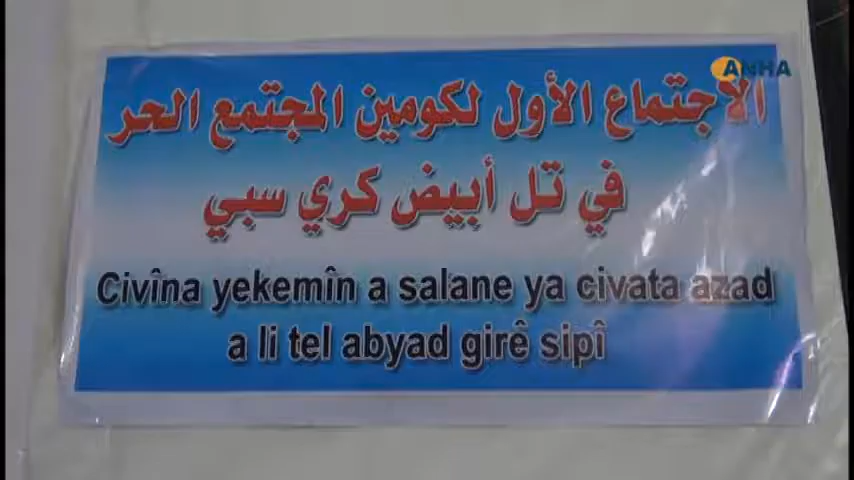 ANHA
الاجتماع الأول لكومين المجتمع الحر
في تل أبيض كري سبي
Civîna yekemîn a salane ya civata azad
a li tel abyad girê sipî